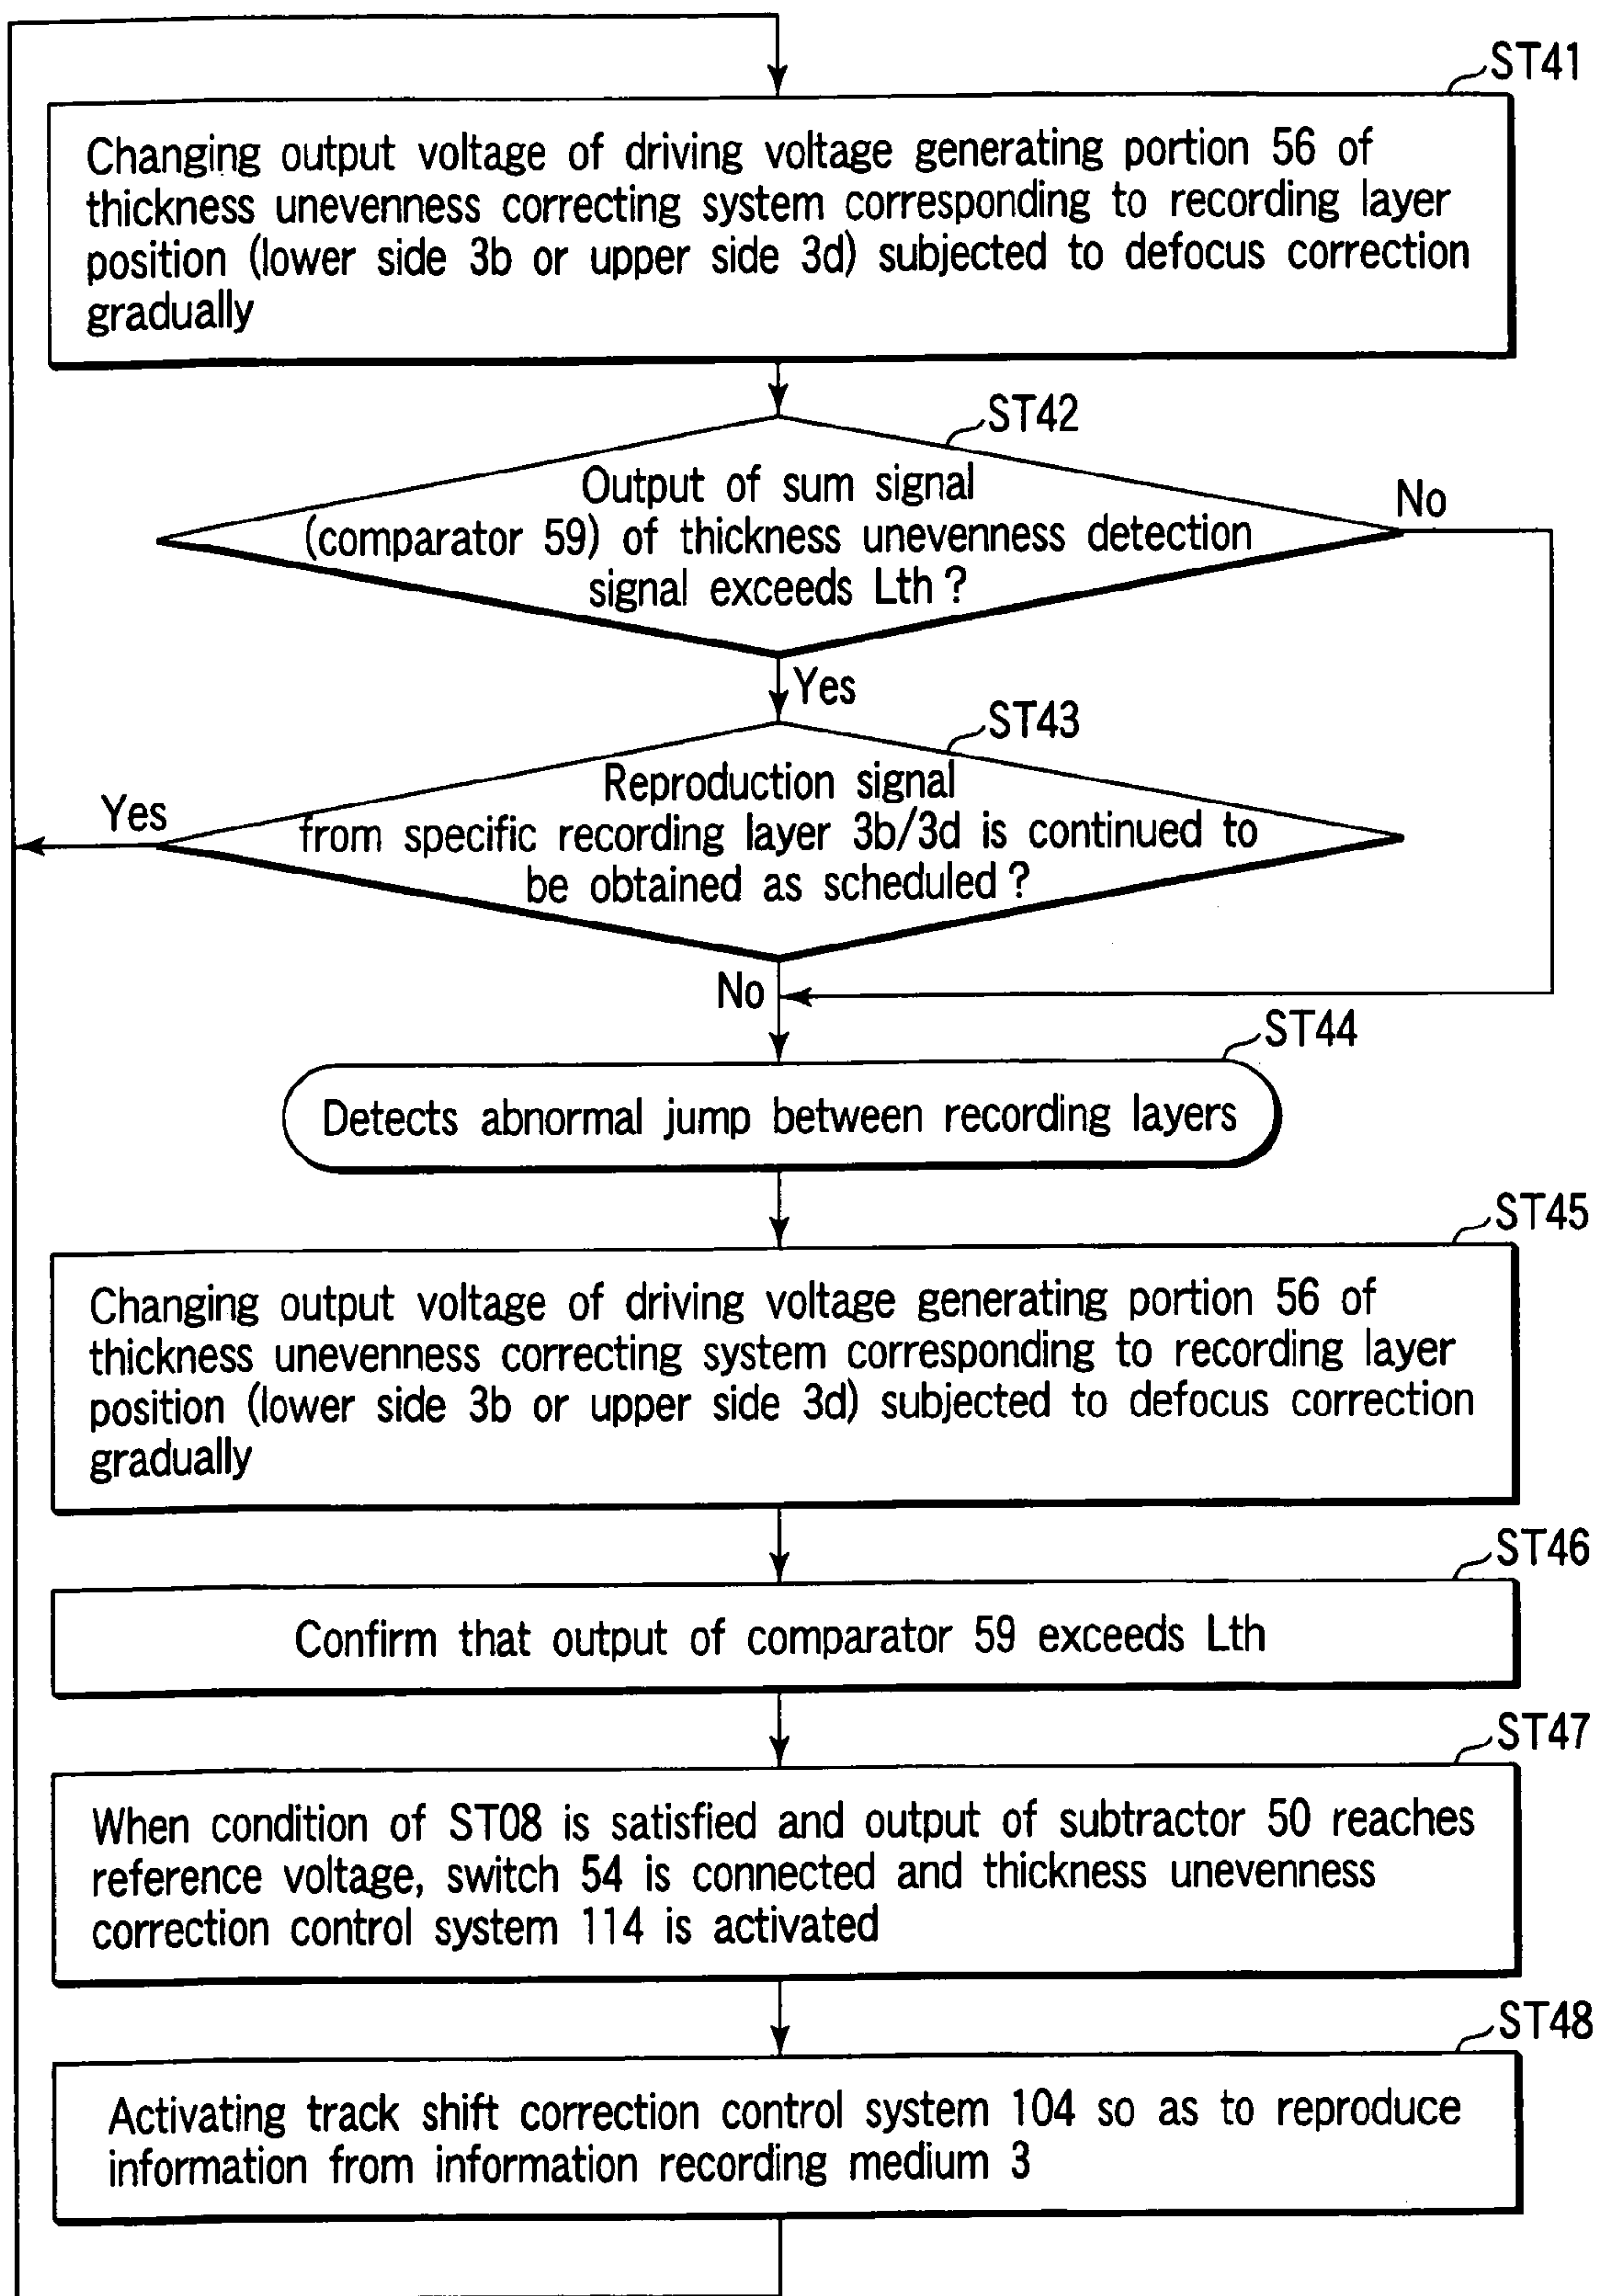 ST41
Changing output voltage of driving voltage generating portion 56 of
thickness unevenness correcting system corresponding to recording layer
position (lower side 3b or upper side 3d) subjected to defocus correction
gradually
ST42
Output of sum signal
(comparator 59) of thickness unevenness detection
signal exceeds Lth ?
No
Yes
ST43
Reproduction signal
from specific recording layer 3b/3d is continued to
be obtained as scheduled ?
Yes
No
ST44
Detects abnormal jump between recording layers
ST45
Changing output voltage of driving voltage generating portion 56 of
thickness unevenness correcting system corresponding to recording layer
position (lower side 3b or upper side 3d) subjected to defocus correction
gradually
ST46
Confirm that output of comparator 59 exceeds Lth
ST47
When condition of ST08 is satisfied and output of subtractor 50 reaches
reference voltage, switch 54 is connected and thickness unevenness
correction control system 114 is activated
ST48
Activating track shift correction control system 104 so as to reproduce
information from information recording medium 3